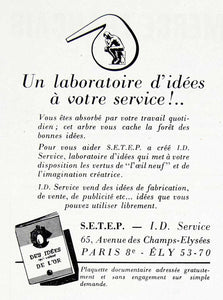 Un laboratoire d'idées
à votre service !..
Vous êtes absorbé par votre travail quoti-
dien ; cet arbre vous cache la forêt des
bonnes idées.
Pour vous aider S.E.T.E.P. a créé I.D.
Service, laboratoire d'idées qui met à votre
disposition les vertus de "l'œil neuf" et de
l'imagination créatrice.
I.D. Service vend des idées de fabrication,
de vente, de publicité etc... idées que vous
pouvez utiliser librement.
DES IDÉES
DE L'OR
S.E.T.E.P. — I.D. Service
65, Avenue des Champs-Elysées
PARIS 8e - ÉLY 53-70
Plaquette documentaire adressée gratuite-
ment et sans engagement sur simple
demande.